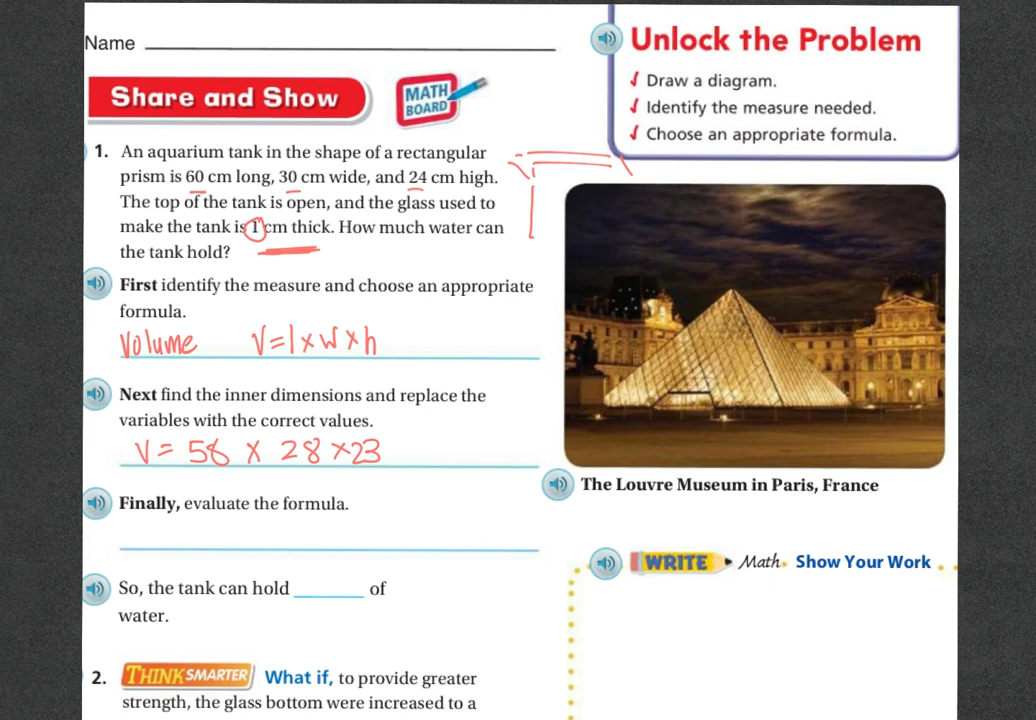 Name
Unlock the Problem
√ Draw a diagram.
√ Identify the measure needed.
√ Choose an appropriate formula.
Share and Show
MATH
BOARD
1. An aquarium tank in the shape of a rectangular
prism is 60 cm long, 30 cm wide, and 24 cm high.
The top of the tank is open, and the glass used to
make the tank is 1 cm thick. How much water can
the tank hold?
First identify the measure and choose an appropriate
formula.
Volume V=l×w×h
Next find the inner dimensions and replace the
variables with the correct values.
V= 58 × 28 ×23
Finally, evaluate the formula.
So, the tank can hold ________ of
water.
The Louvre Museum in Paris, France
WRITE Math Show Your Work
2. THINK SMARTER What if, to provide greater
strength, the glass bottom were increased to a